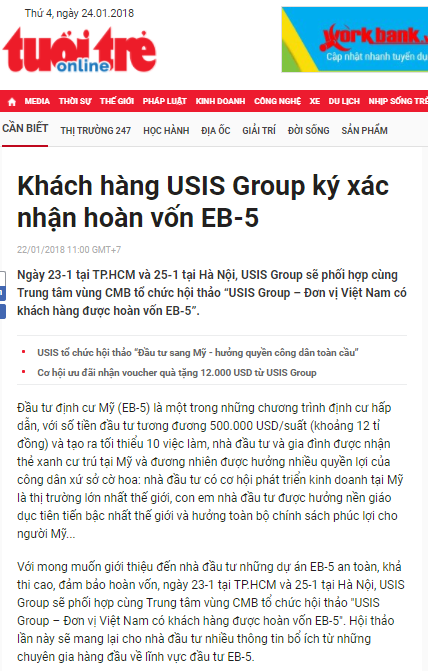 Thứ 4, ngày 24.01.2018
tuổi trẻ
online
workbank.
Cập nhật nhanh tuyển dụ
MEDIA THỜI SỰ THẾ GIỚI PHÁP LUẬT KINH DOANH CÔNG NGHỆ XE DU LỊCH NHỊP SỐNG TRẺ
CẦN BIẾT THỊ TRƯỜNG 247 HỌC HÀNH ĐỊA ỐC GIẢI TRÍ ĐỜI SỐNG SẢN PHẨM
Khách hàng USIS Group ký xác
nhận hoàn vốn EB-5
22/01/2018 11:00 GMT+7
Ngày 23-1 tại TP.HCM và 25-1 tại Hà Nội, USIS Group sẽ phối hợp cùng
Trung tâm vùng CMB tổ chức hội thảo “USIS Group – Đơn vị Việt Nam có
khách hàng được hoàn vốn EB-5”.
USIS tổ chức hội thảo “Đầu tư sang Mỹ - hưởng quyền công dân toàn cầu”
Cơ hội ưu đãi nhận voucher quà tặng 12.000 USD từ USIS Group
Đầu tư định cư Mỹ (EB-5) là một trong những chương trình định cư hấp
dẫn, với số tiền đầu tư tương đương 500.000 USD/suất (khoảng 12 tỉ
đồng) và tạo ra tối thiểu 10 việc làm, nhà đầu tư và gia đình được nhận
thẻ xanh cư trú tại Mỹ và đương nhiên được hưởng nhiều quyền lợi của
công dân xứ sở cờ hoa: nhà đầu tư có cơ hội phát triển kinh doanh tại Mỹ
là thị trường lớn nhất thế giới, con em nhà đầu tư được hưởng nền giáo
dục tiên tiến bậc nhất thế giới và hưởng toàn bộ chính sách phúc lợi cho
người Mỹ...
Với mong muốn giới thiệu đến nhà đầu tư những dự án EB-5 an toàn, khả
thi cao, đảm bảo hoàn vốn, ngày 23-1 tại TP.HCM và 25-1 tại Hà Nội, USIS
Group sẽ phối hợp cùng Trung tâm vùng CMB tổ chức hội thảo "USIS
Group – Đơn vị Việt Nam có khách hàng được hoàn vốn EB-5". Hội thảo
lần này sẽ mang lại cho nhà đầu tư nhiều thông tin bổ ích từ những
chuyên gia hàng đầu về lĩnh vực đầu tư EB-5.